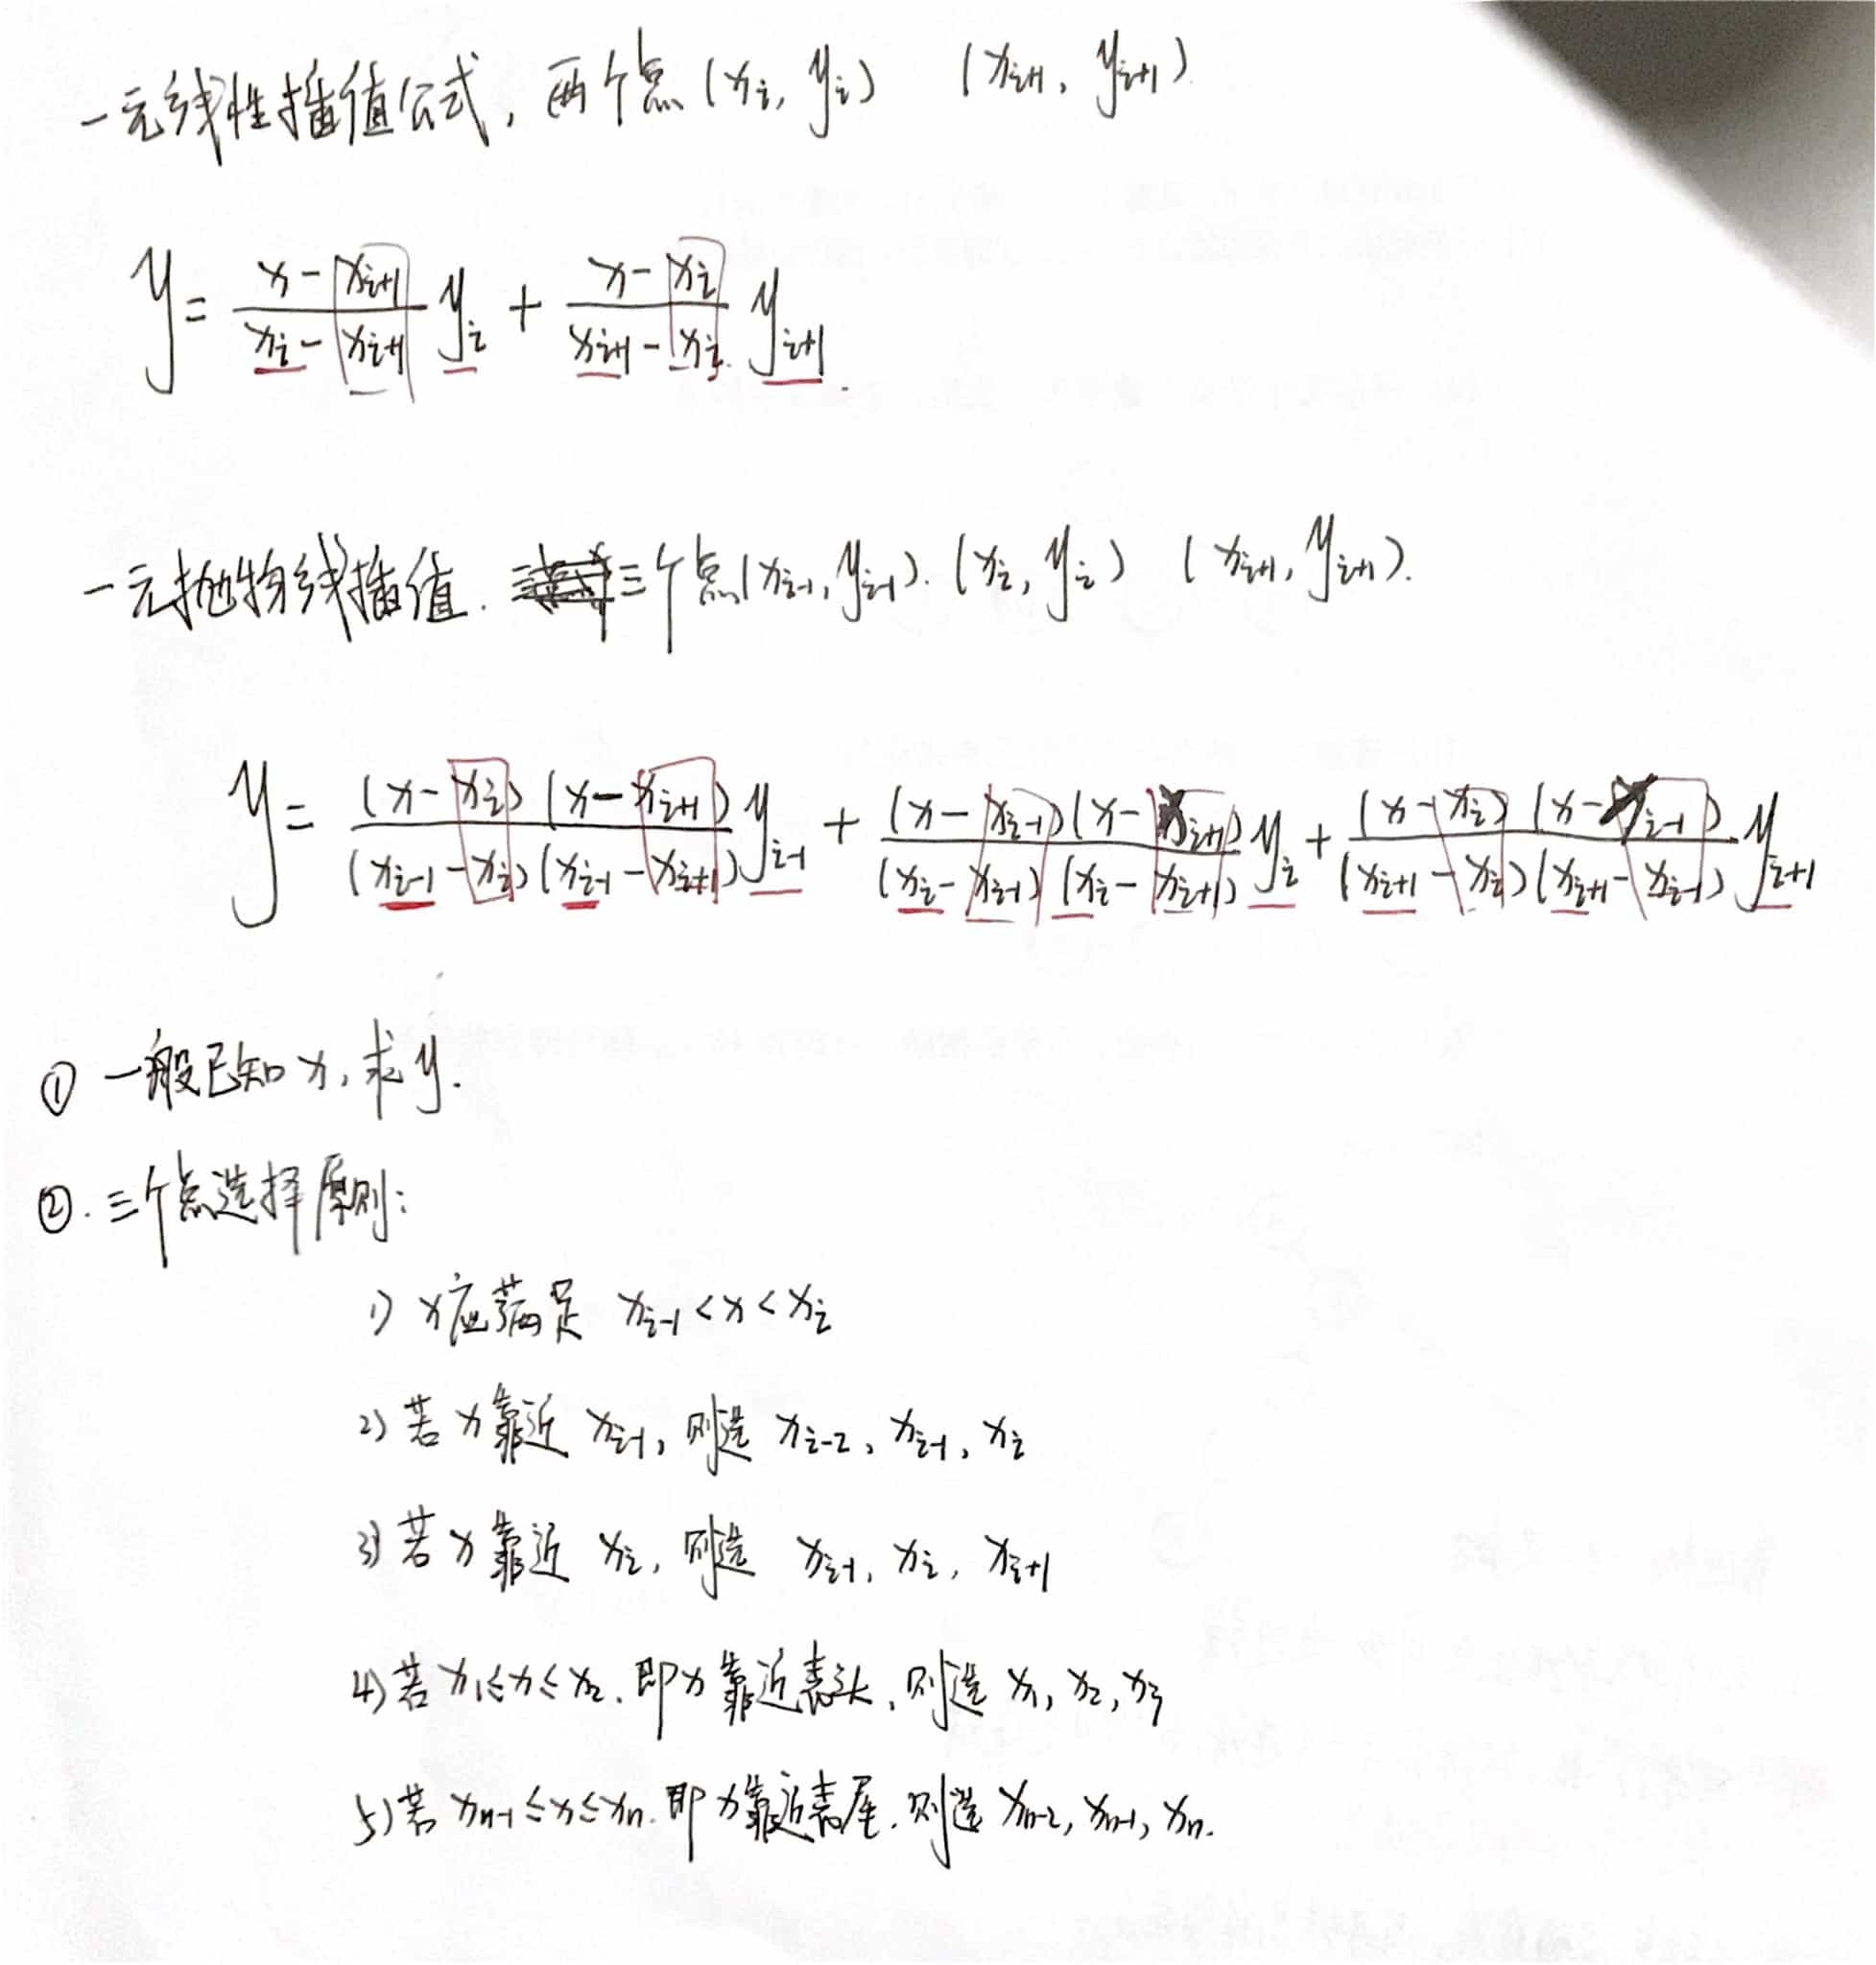 一元线性插值公式，两个点 (x_i, y_i) (x_{i+1}, y_{i+1})
y = \frac{x - x_{i+1}}{x_i - x_{i+1}} y_i + \frac{x - x_i}{x_{i+1} - x_i} y_{i+1}
一元抛物线插值. 三个点(x_{i-1}, y_{i-1}). (x_i, y_i) (x_{i+1}, y_{i+1}).
y = \frac{(x - x_i)(x - x_{i+1})}{(x_{i-1} - x_i)(x_{i-1} - x_{i+1})} y_{i-1} + \frac{(x - x_{i-1})(x - x_{i+1})}{(x_i - x_{i-1})(x_i - x_{i+1})} y_i + \frac{(x - x_i)(x - x_{i-1})}{(x_{i+1} - x_i)(x_{i+1} - x_{i-1})} y_{i+1}
① 一般已知 x, 求y.
②. 三个点选择原则:
1) x应满足 x_{i-1} < x < x_i
2) 若 x靠近 x_{i-1}, 则选 x_{i-2}, x_{i-1}, x_i
3) 若 x 靠近 x_i, 则选 x_{i-1}, x_i, x_{i+1}
4) 若 x_1 ≤ x ≤ x_2. 即 x 靠近表头, 则选 x_1, x_2, x_3
5) 若 x_{n-1} ≤ x ≤ x_n. 即 x 靠近表尾. 则选 x_{n-2}, x_{n-1}, x_n.